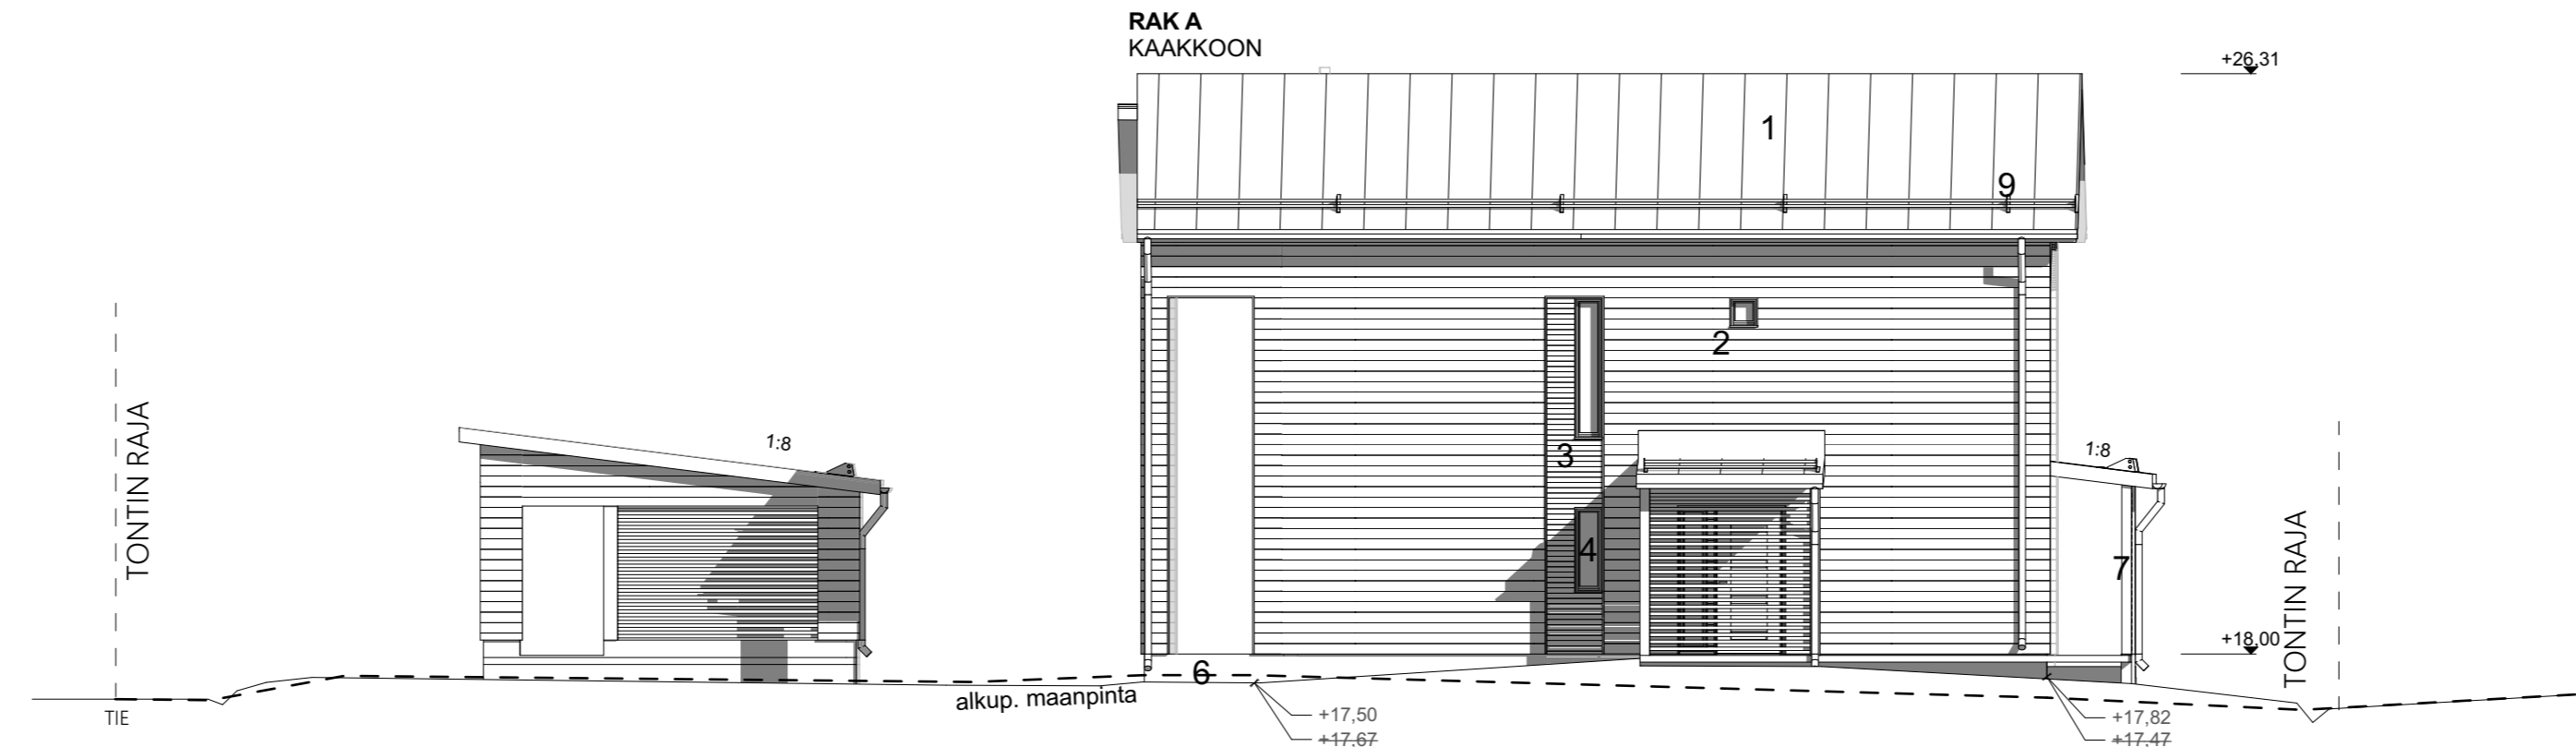 RAK A
KAAKKOON
+26,31
1
9
2
TONTIN RAJA
1:8
3
1:8
4
7
TONTIN RAJA
+18,00
6
alkup. maanpinta
TIE
+17,50
+17,67
+17,82
+17,47